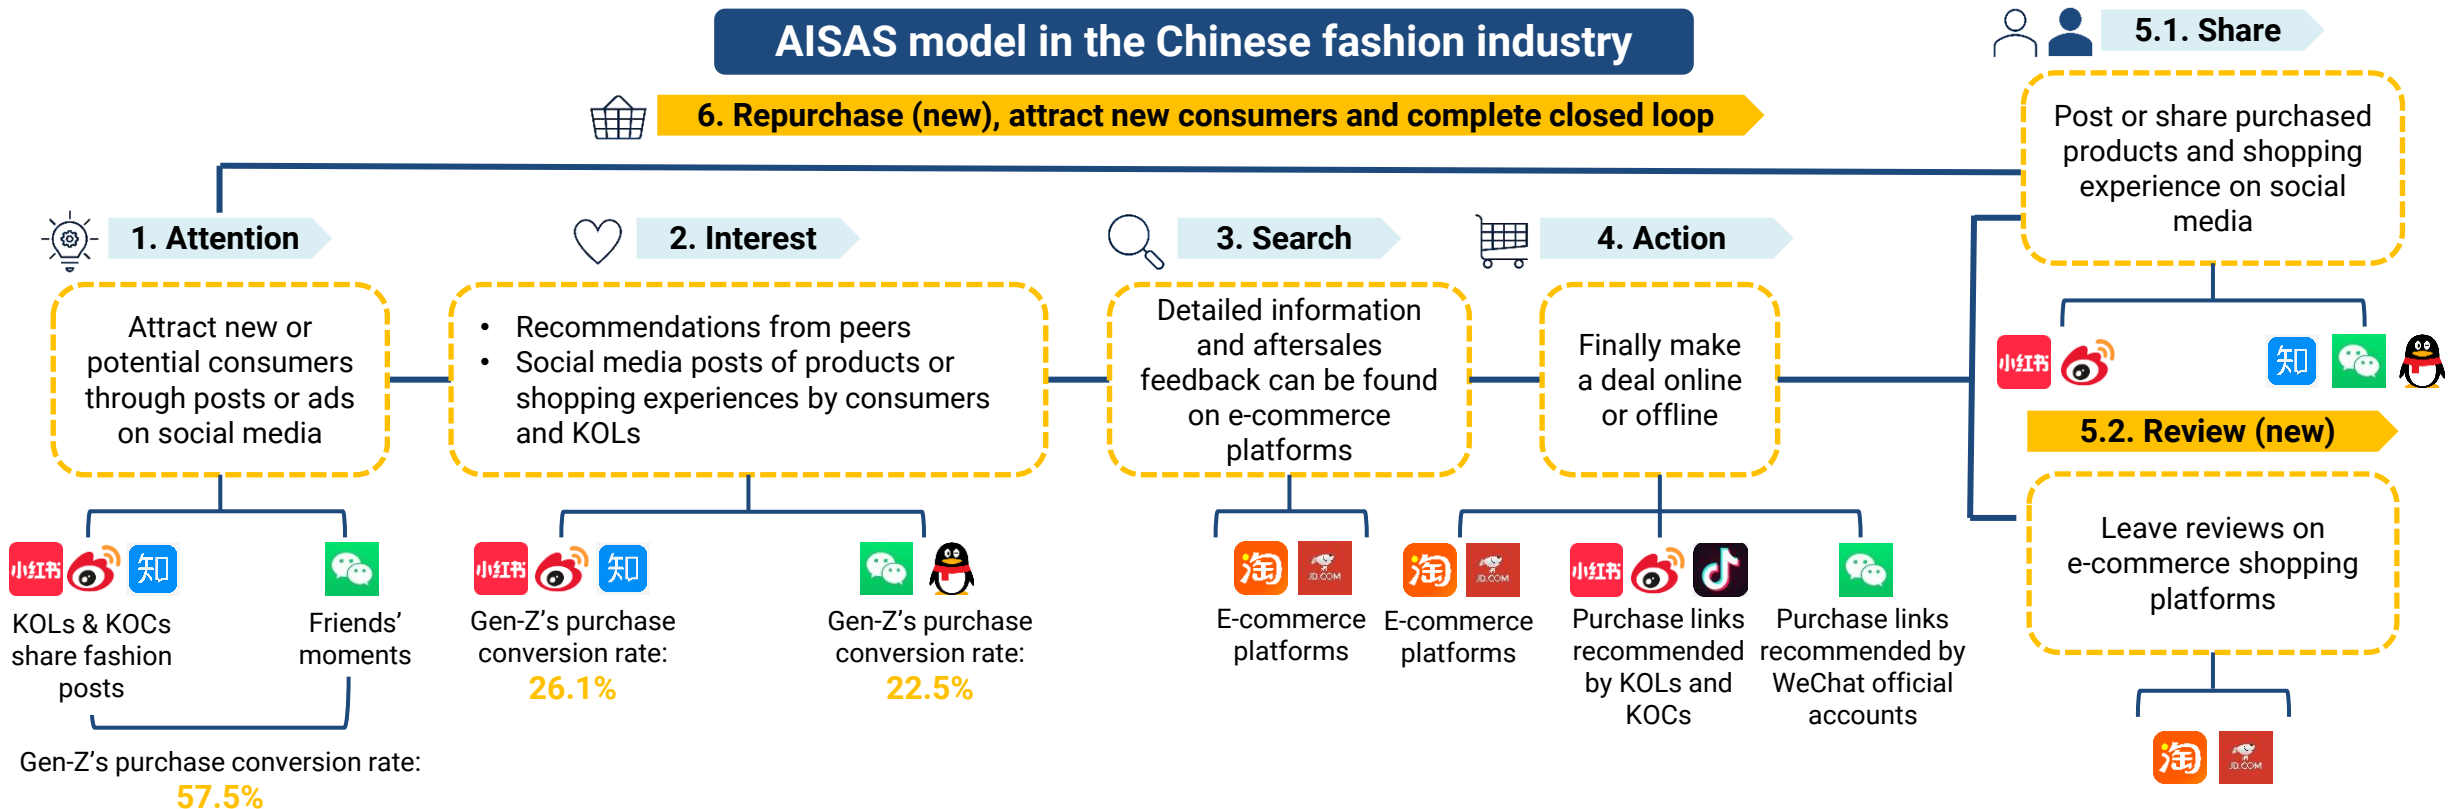 AISAS model in the Chinese fashion industry
6. Repurchase (new), attract new consumers and complete closed loop
1. Attention
Attract new or
potential consumers
through posts or ads
on social media
小红书
知
KOLs & KOCs
share fashion
posts
Friends'
moments
Gen-Z's purchase conversion rate:
57.5%
2. Interest
• Recommendations from peers
• Social media posts of products or
shopping experiences by consumers
and KOLs
小红书
知
Gen-Z's purchase
conversion rate:
26.1%
Gen-Z's purchase
conversion rate:
22.5%
3. Search
Detailed information
and aftersales
feedback can be found
on e-commerce
platforms
淘
JD.COM
E-commerce
platforms
4. Action
Finally make
a deal online
or offline
淘
JD.COM
E-commerce
platforms
小红书
Purchase links
recommended
by KOLs and
KOCs
Purchase links
recommended by
WeChat official
accounts
5.1. Share
Post or share purchased
products and shopping
experience on social
media
小红书
知
5.2. Review (new)
Leave reviews on
e-commerce shopping
platforms
淘
JD.COM